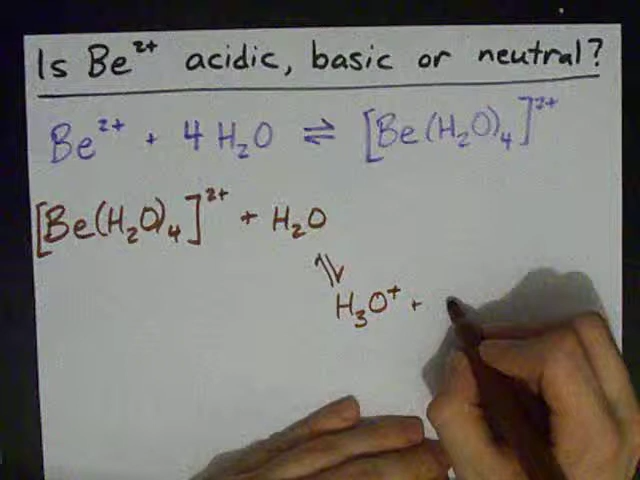 Is Be²⁺ acidic, basic or neutral?
Be²⁺ + 4 H₂O ⇌ [Be(H₂O)₄]²⁺
[Be(H₂O)₄]²⁺ + H₂O
⇌
H₃O⁺ +